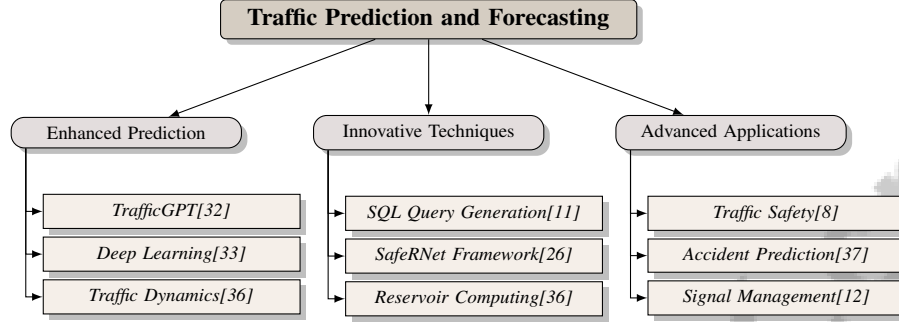 Traffic Prediction and Forecasting
Enhanced Prediction
TrafficGPT[32]
Deep Learning[33]
Traffic Dynamics[36]
Innovative Techniques
SQL Query Generation[11]
SafeRNet Framework[26]
Reservoir Computing[36]
Advanced Applications
Traffic Safety[8]
Accident Prediction[37]
Signal Management[12]